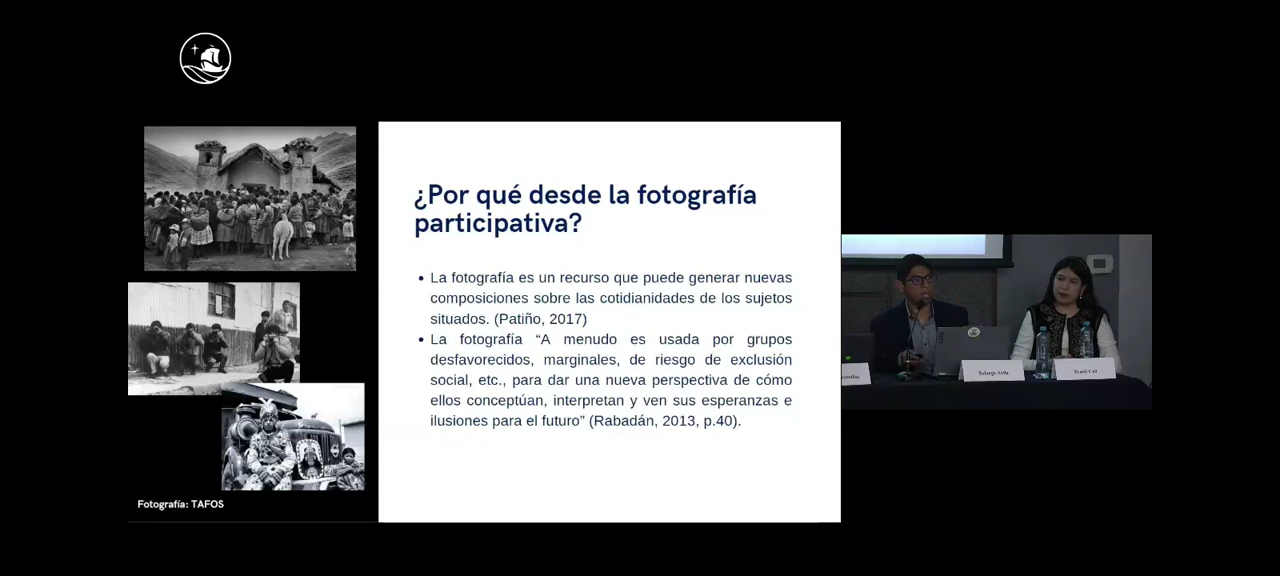 ¿Por qué desde la fotografía
participativa?
• La fotografía es un recurso que puede generar nuevas
composiciones sobre las cotidianidades de los sujetos
situados. (Patiño, 2017)
• La fotografía “A menudo es usada por grupos
desfavorecidos, marginales, de riesgo de exclusión
social, etc., para dar una nueva perspectiva de cómo
ellos conceptúan, interpretan y ven sus esperanzas e
ilusiones para el futuro” (Rabadán, 2013, p.40).
Fotografía: TAFOS